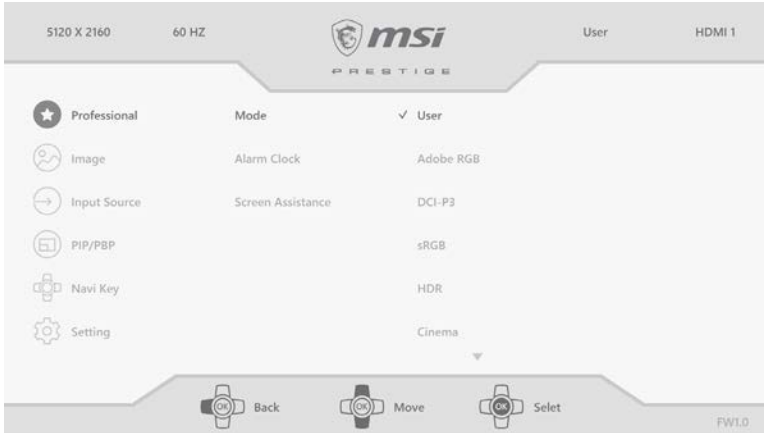 5120 X 2160 60 HZ msi User HDMI 1
PRESTIGE
Professional Mode ✓ User
Image Alarm Clock Adobe RGB
Input Source Screen Assistance DCI-P3
PIP/PBP sRGB
Navi Key HDR
Setting Cinema
OK Back OK Move OK Selet
FW1.0